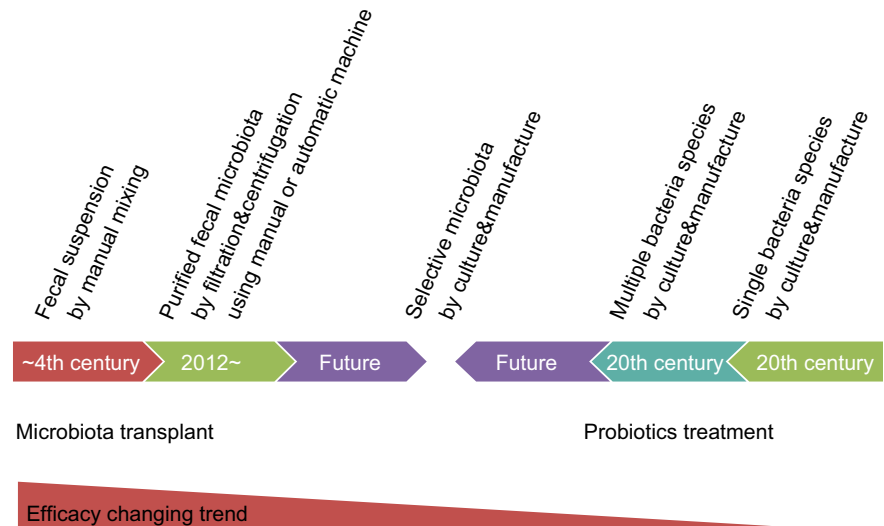 Fecal suspension
by manual mixing
Purified fecal microbiota
by filtration&centrifugation
using manual or automatic machine
Selective microbiota
by culture&manufacture
Multiple bacteria species
by culture&manufacture
Single bacteria species
by culture&manufacture
~4th century
2012~
Future
Future
20th century
20th century
Microbiota transplant
Probiotics treatment
Efficacy changing trend